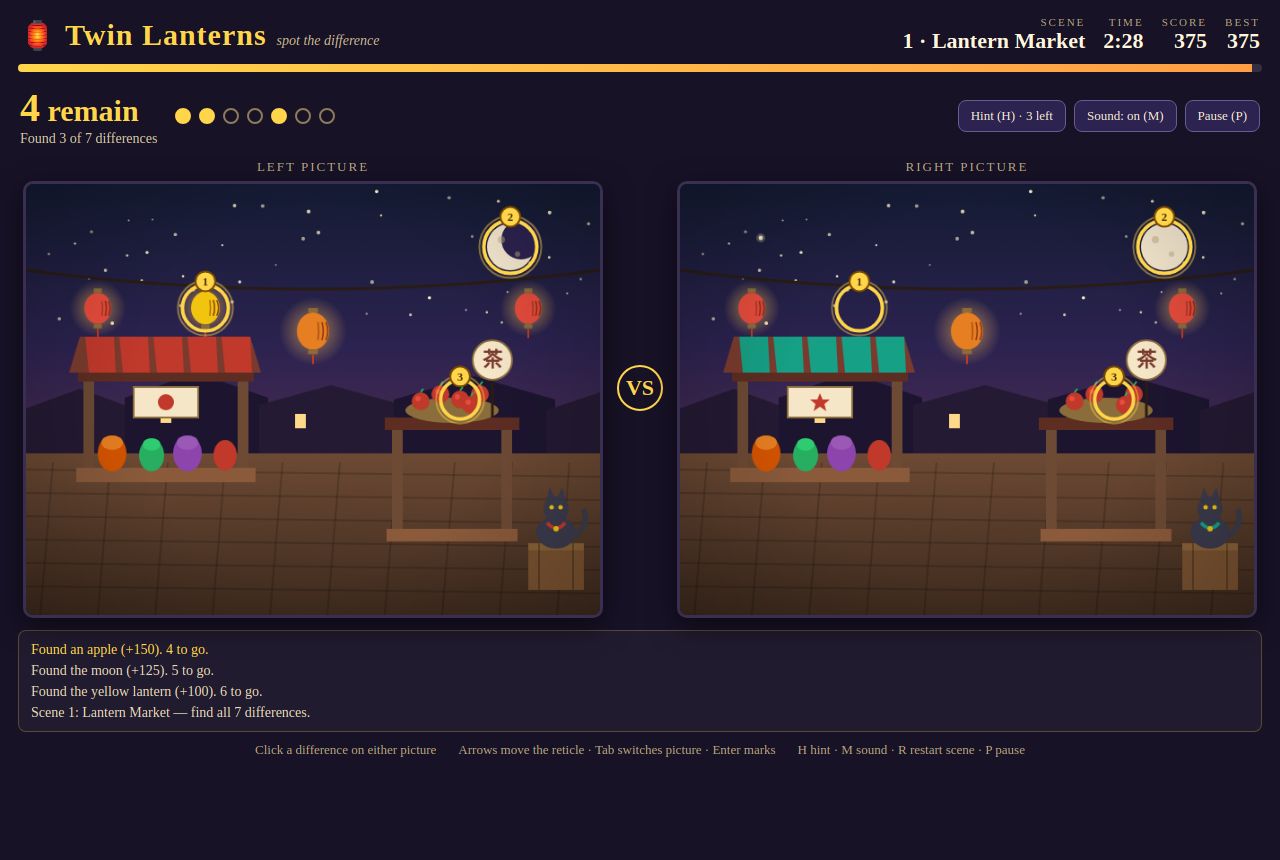 Twin Lanterns spot the difference
SCENE TIME SCORE BEST
1 · Lantern Market 2:28 375 375
4 remain
Found 3 of 7 differences
Hint (H) · 3 left Sound: on (M) Pause (P)
LEFT PICTURE RIGHT PICTURE
2 2
1 1
茶 茶
3 3
VS
Found an apple (+150). 4 to go.
Found the moon (+125). 5 to go.
Found the yellow lantern (+100). 6 to go.
Scene 1: Lantern Market — find all 7 differences.
Click a difference on either picture Arrows move the reticle · Tab switches picture · Enter marks H hint · M sound · R restart scene · P pause